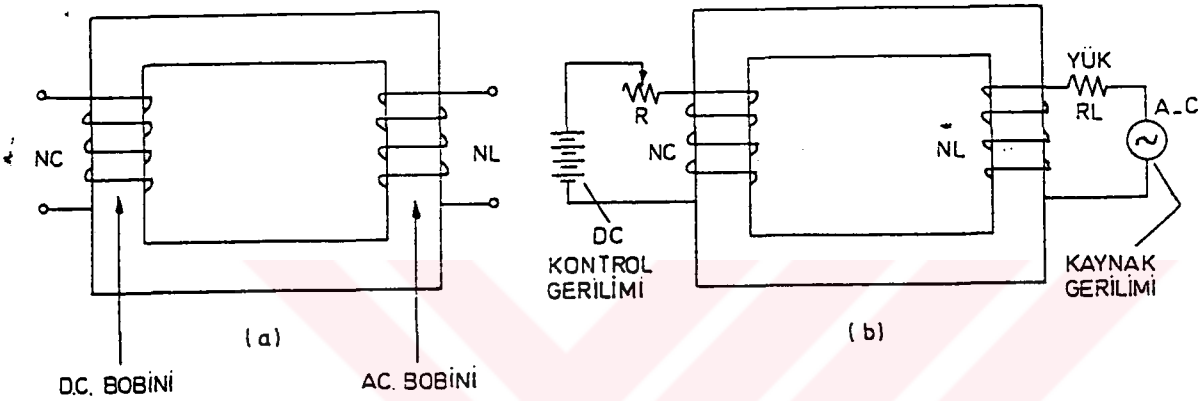 NC
NL
(a)
D.C. BOBİNİ
AC. BOBİNİ
R
NC
DC
KONTROL
GERİLİMİ
YÜK
RL
A_C
NL
KAYNAK
GERİLİMİ
(b)